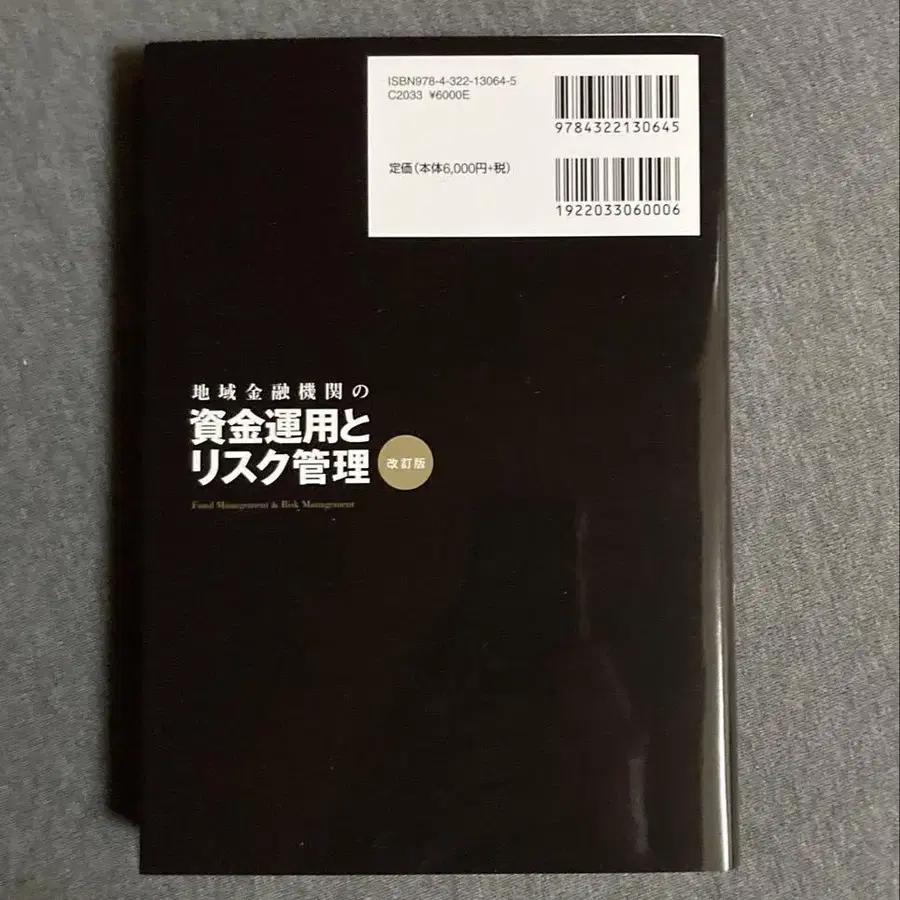 ISBN978-4-322-13064-5
C2033 ¥6000E
9784322130645
定価(本体6,000円+税)
1922033060006
地域金融機関の
資金運用と
リスク管理
改訂版
Fund Management & Risk Management